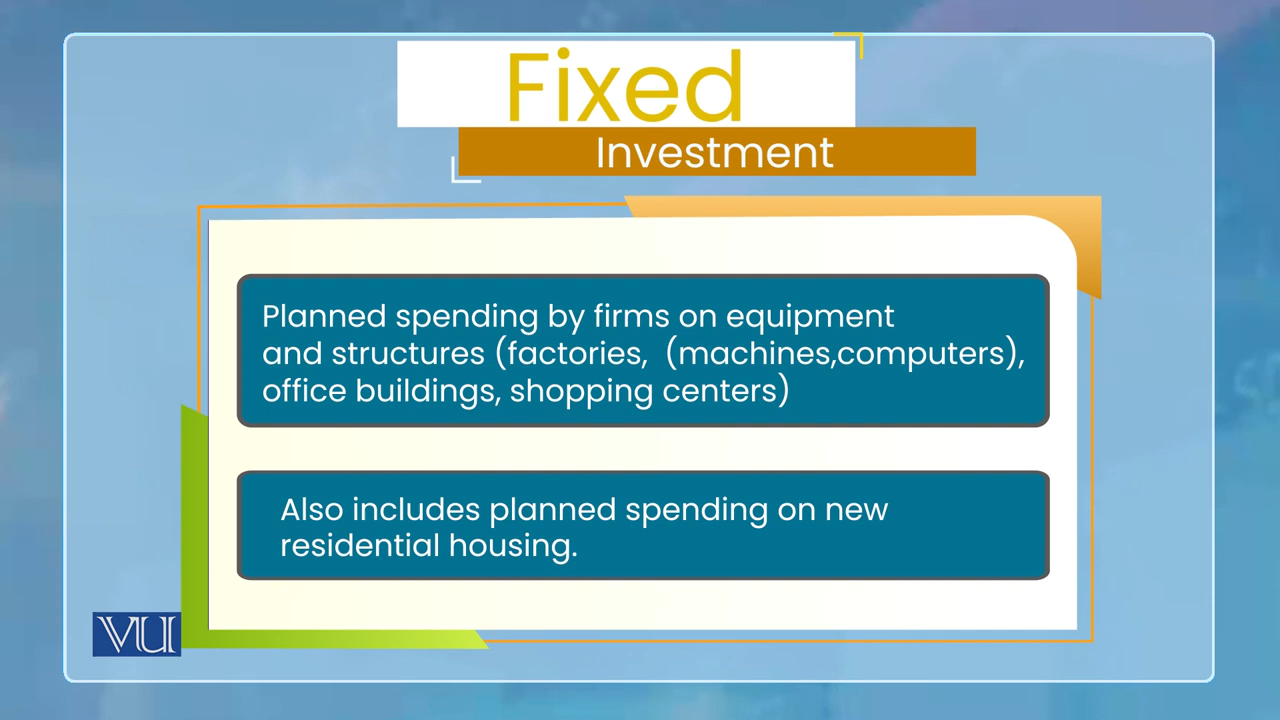 Fixed
Investment
Planned spending by firms on equipment
and structures (factories,  (machines,computers),
office buildings, shopping centers)
Also includes planned spending on new
residential housing.
VU